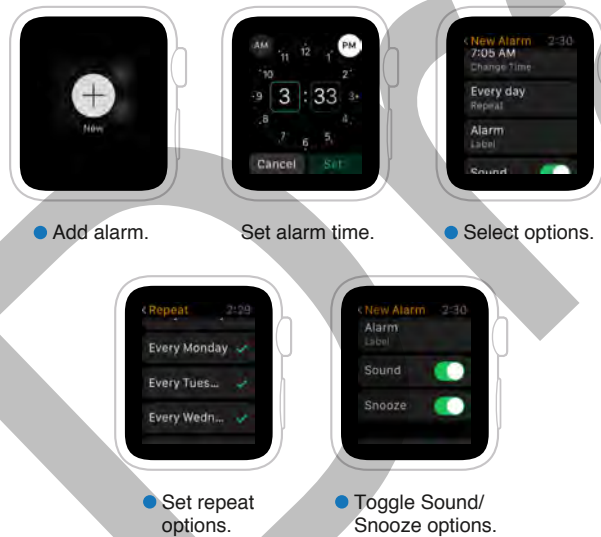 New
AM
PM
12
1
2
3
4
5
6
7
8
9
10
11
3 : 33
Cancel Set
< New Alarm 2:30
7:05 AM
Change Time
Every day
Repeat
Alarm
Label
Sound
Add alarm.
Set alarm time.
Select options.
< Repeat 2:29
Every Monday ✓
Every Tues... ✓
Every Wedn... ✓
< New Alarm 2:30
Alarm
Label
Sound
Snooze
Set repeat
options.
Toggle Sound/
Snooze options.